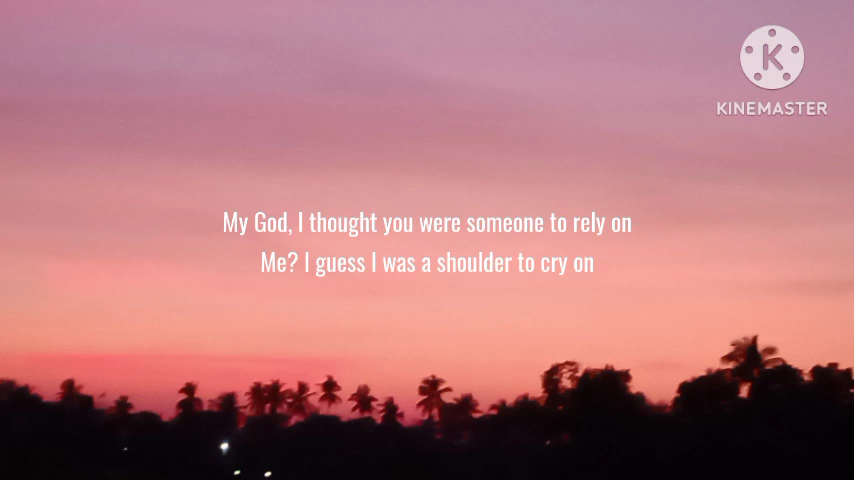 KINEMASTER
My God, I thought you were someone to rely on
Me? I guess I was a shoulder to cry on